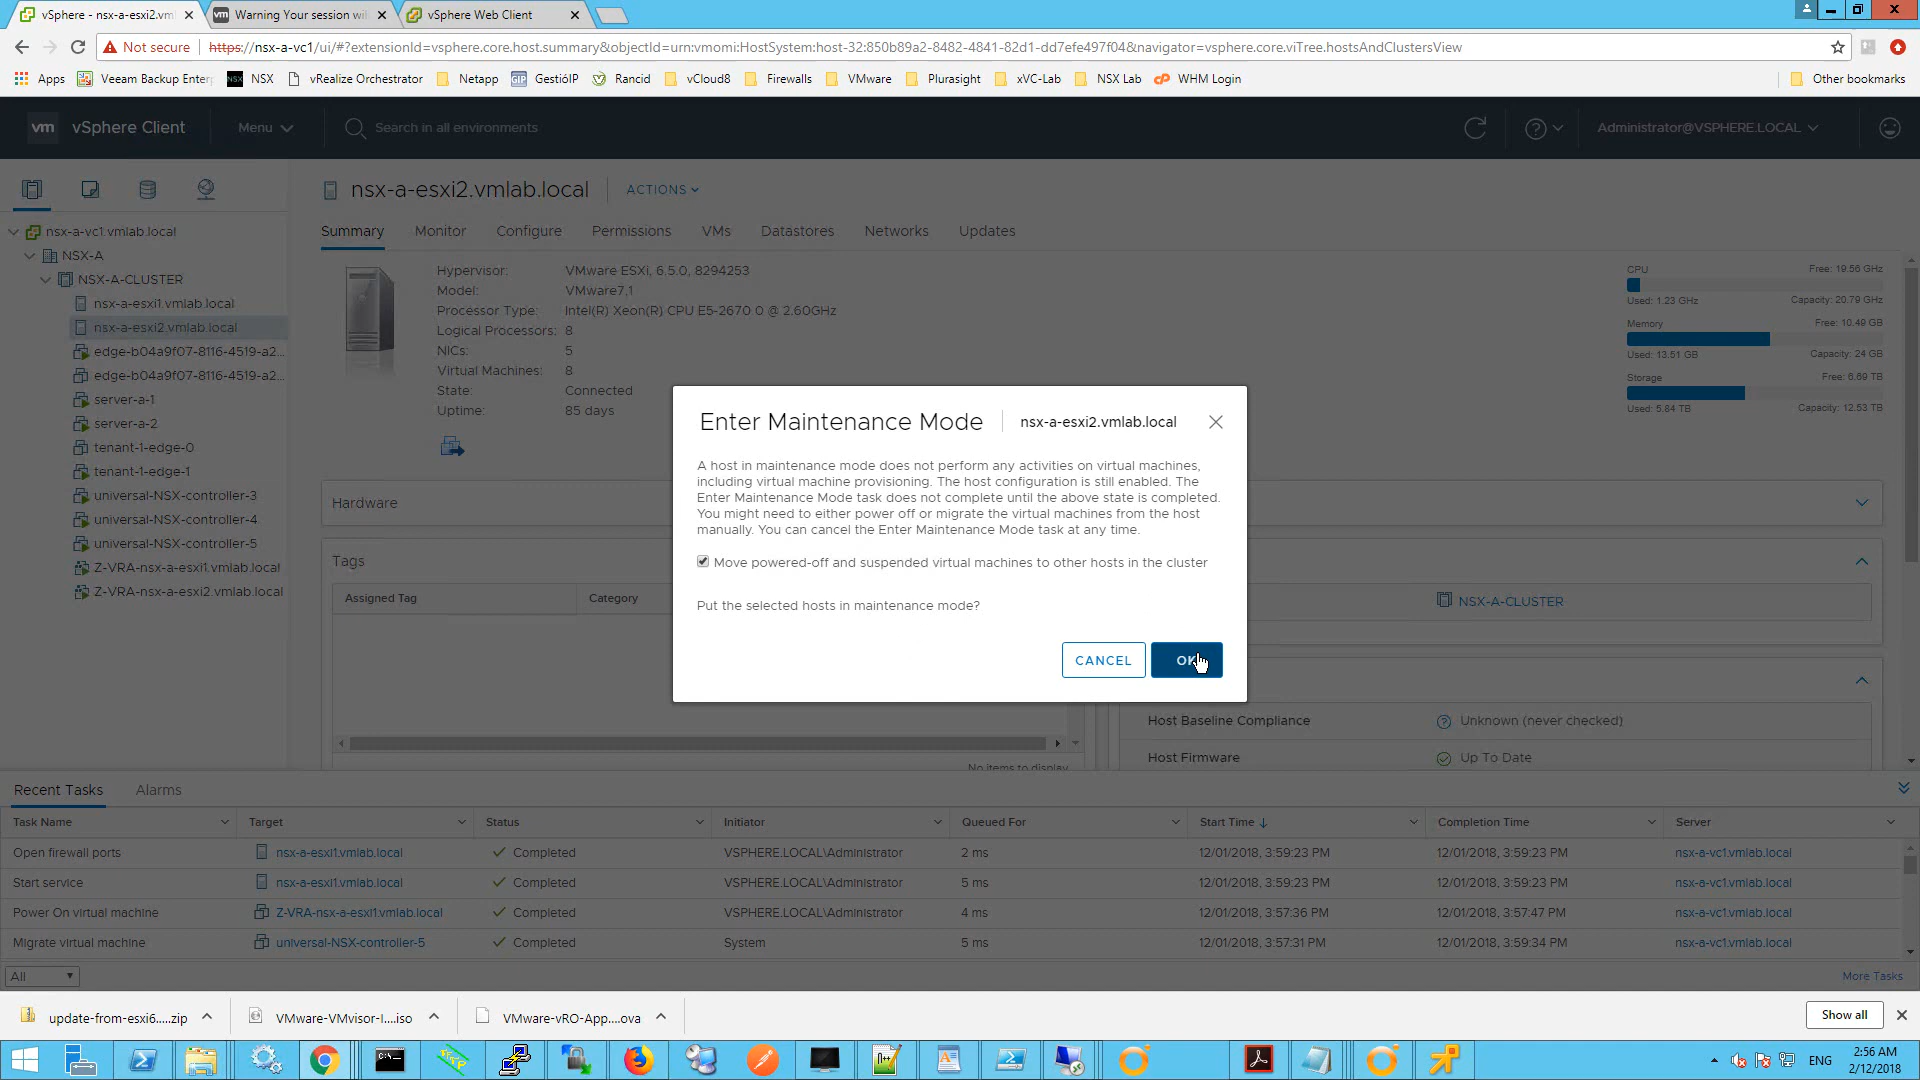 vSphere - nsx-a-esxi2.vml
Warning Your session wil
vSphere Web Client
Not secure
https://nsx-a-vc1/ui/#?extensionId=vsphere.core.host.summary&objectId=urn:vmomi:HostSystem:host-32:850b89a2-8482-4841-82d1-dd7efe497f04&navigator=vsphere.core.viTree.hostsAndClustersView
Apps
Veeam Backup Enter
NSX
vRealize Orchestrator
Netapp
GestióIP
Rancid
vCloud8
Firewalls
VMware
Plurasight
xVC-Lab
NSX Lab
WHM Login
Other bookmarks
vm
vSphere Client
Menu
Search in all environments
Administrator@VSPHERE.LOCAL
nsx-a-esxi2.vmlab.local
ACTIONS
Summary
Monitor
Configure
Permissions
VMs
Datastores
Networks
Updates
nsx-a-vc1.vmlab.local
NSX-A
NSX-A-CLUSTER
nsx-a-esxi1.vmlab.local
nsx-a-esxi2.vmlab.local
edge-b04a9f07-8116-4519-a2...
edge-b04a9f07-8116-4519-a2...
server-a-1
server-a-2
tenant-1-edge-0
tenant-1-edge-1
universal-NSX-controller-3
universal-NSX-controller-4
universal-NSX-controller-5
Z-VRA-nsx-a-esxi1.vmlab.local
Z-VRA-nsx-a-esxi2.vmlab.local
Hypervisor: VMware ESXi, 6.5.0, 8294253
Model: VMware7,1
Processor Type: Intel(R) Xeon(R) CPU E5-2670 0 @ 2.60GHz
Logical Processors: 8
NICs: 5
Virtual Machines: 8
State: Connected
Uptime: 85 days
CPU Free: 19.56 GHz
Used: 1.23 GHz Capacity: 20.79 GHz
Memory Free: 10.49 GB
Used: 13.51 GB Capacity: 24 GB
Storage Free: 6.69 TB
Used: 5.84 TB Capacity: 12.53 TB
Hardware
Tags
Assigned Tag
Category
No items to display
NSX-A-CLUSTER
Host Baseline Compliance Unknown (never checked)
Host Firmware Up To Date
Enter Maintenance Mode
nsx-a-esxi2.vmlab.local
A host in maintenance mode does not perform any activities on virtual machines,
including virtual machine provisioning. The host configuration is still enabled. The
Enter Maintenance Mode task does not complete until the above state is completed.
You might need to either power off or migrate the virtual machines from the host
manually. You can cancel the Enter Maintenance Mode task at any time.
Move powered-off and suspended virtual machines to other hosts in the cluster
Put the selected hosts in maintenance mode?
CANCEL
OK
Recent Tasks
Alarms
Task Name Target Status Initiator Queued For Start Time Completion Time Server
Open firewall ports nsx-a-esxi1.vmlab.local Completed VSPHERE.LOCAL\Administrator 2 ms 12/01/2018, 3:59:23 PM 12/01/2018, 3:59:23 PM nsx-a-vc1.vmlab.local
Start service nsx-a-esxi1.vmlab.local Completed VSPHERE.LOCAL\Administrator 5 ms 12/01/2018, 3:59:23 PM 12/01/2018, 3:59:23 PM nsx-a-vc1.vmlab.local
Power On virtual machine Z-VRA-nsx-a-esxi1.vmlab.local Completed VSPHERE.LOCAL\Administrator 4 ms 12/01/2018, 3:57:36 PM 12/01/2018, 3:57:47 PM nsx-a-vc1.vmlab.local
Migrate virtual machine universal-NSX-controller-5 Completed System 5 ms 12/01/2018, 3:57:31 PM 12/01/2018, 3:59:34 PM nsx-a-vc1.vmlab.local
All
More Tasks
update-from-esxi6.....zip
VMware-VMvisor-I....iso
VMware-vRO-App....ova
Show all
ENG
2:56 AM
2/12/2018